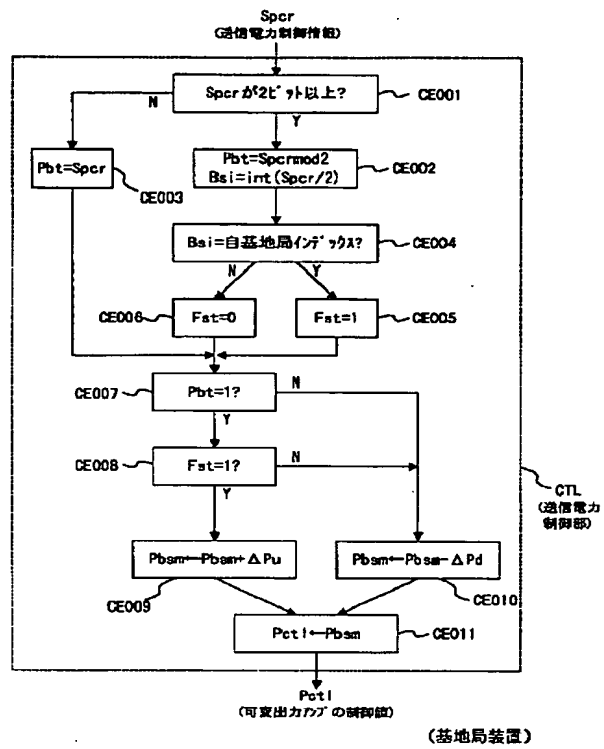 Spcr
(送信電力制御情報)
Spcrが2ビット以上?
CE001
N
Y
Pbt=Spcr
CE003
Pbt=Spcrmod2
Bsi=int(Spcr/2)
CE002
Bsi=自基地局インデックス?
CE004
N
Y
CE006
Fst=0
Fst=1
CE005
CE007
Pbt=1?
N
Y
CE008
Fst=1?
N
Y
CTL
(送信電力
制御部)
Pbsm←Pbsm+ΔPu
Pbsm←Pbsm-ΔPd
CE009
CE010
Pctl←Pbsm
CE011
Pctl
(可変出力アンプの制御値)
(基地局装置)